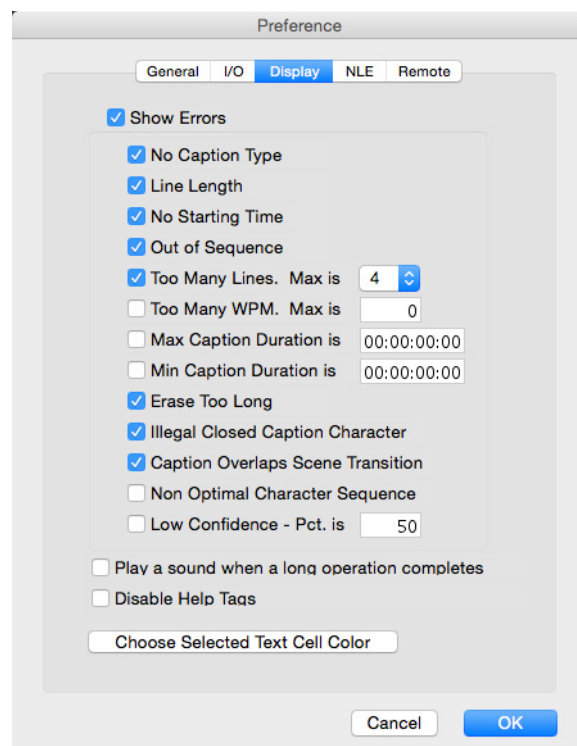 Preference
General I/O Display NLE Remote
Show Errors
No Caption Type
Line Length
No Starting Time
Out of Sequence
Too Many Lines. Max is 4
Too Many WPM. Max is 0
Max Caption Duration is 00:00:00:00
Min Caption Duration is 00:00:00:00
Erase Too Long
Illegal Closed Caption Character
Caption Overlaps Scene Transition
Non Optimal Character Sequence
Low Confidence - Pct. is 50
Play a sound when a long operation completes
Disable Help Tags
Choose Selected Text Cell Color
Cancel OK